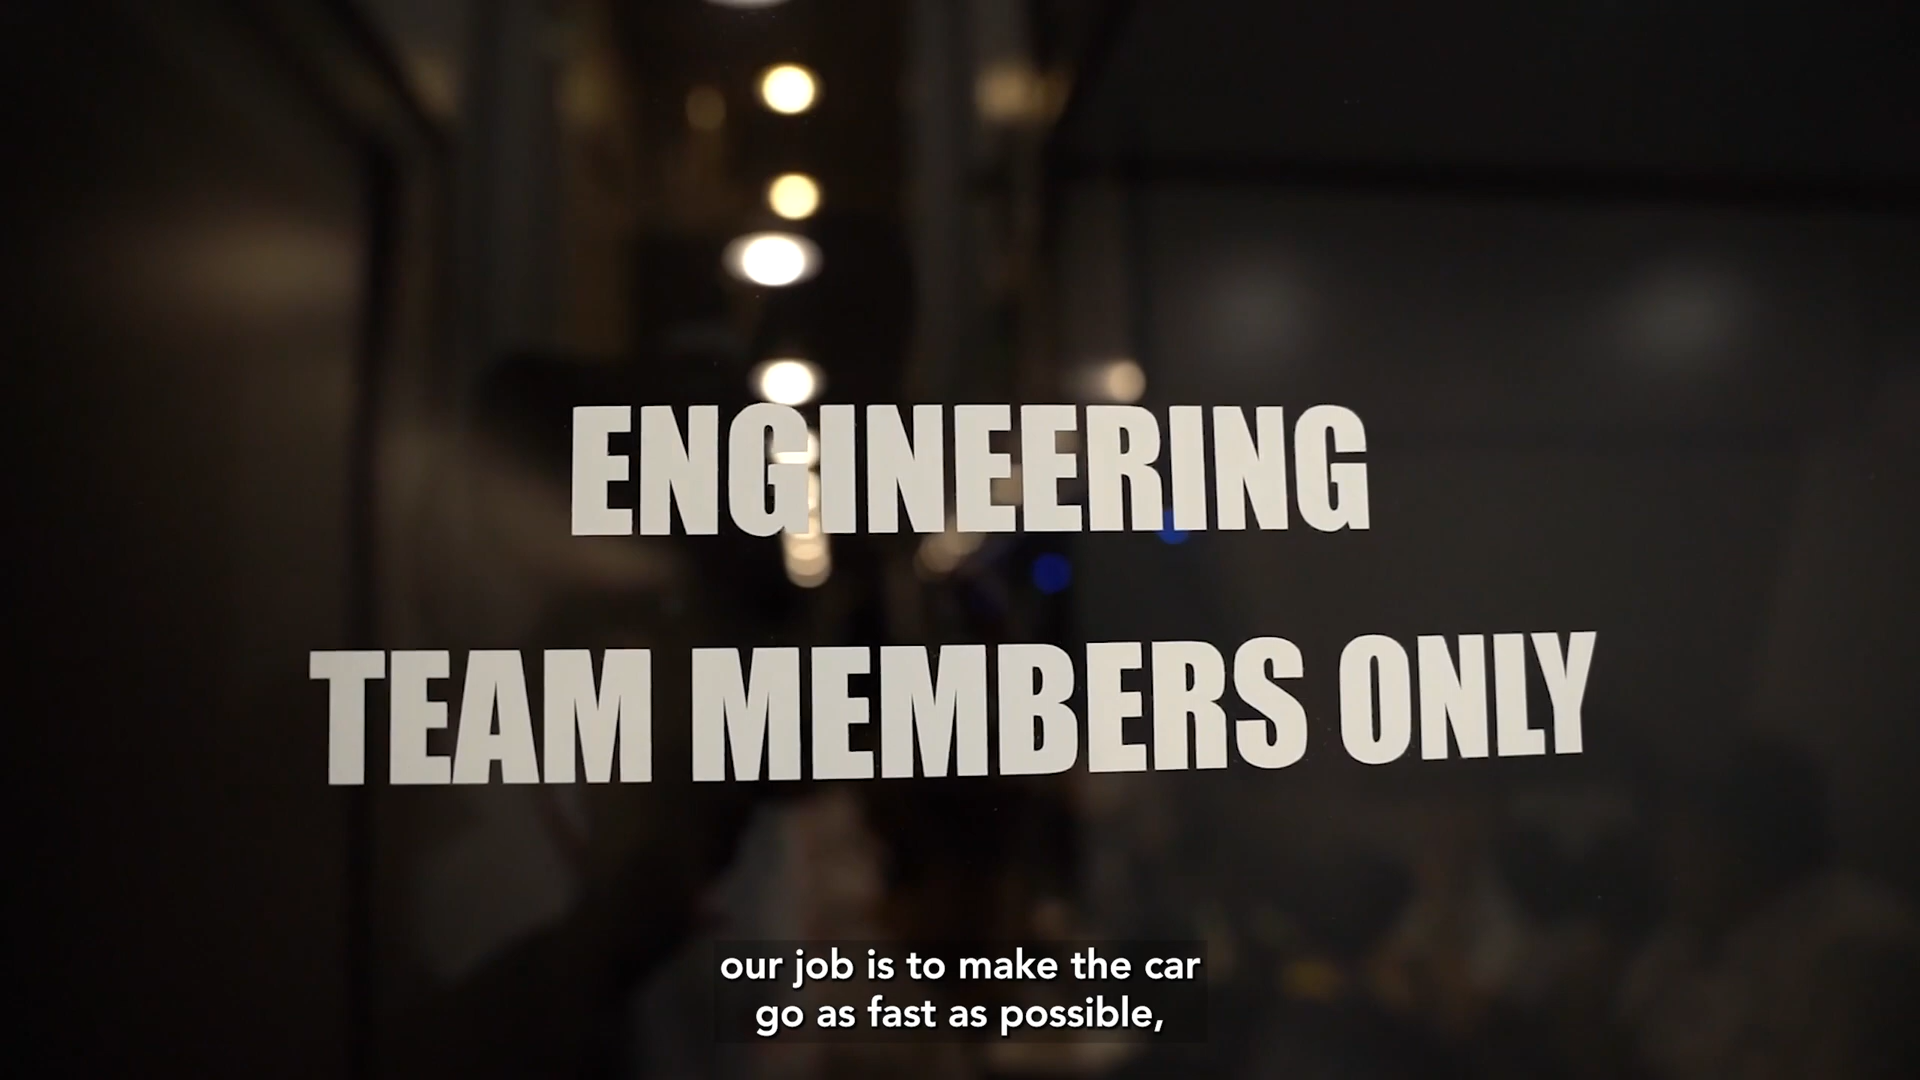 ENGINEERING
TEAM MEMBERS ONLY
our job is to make the car
go as fast as possible,